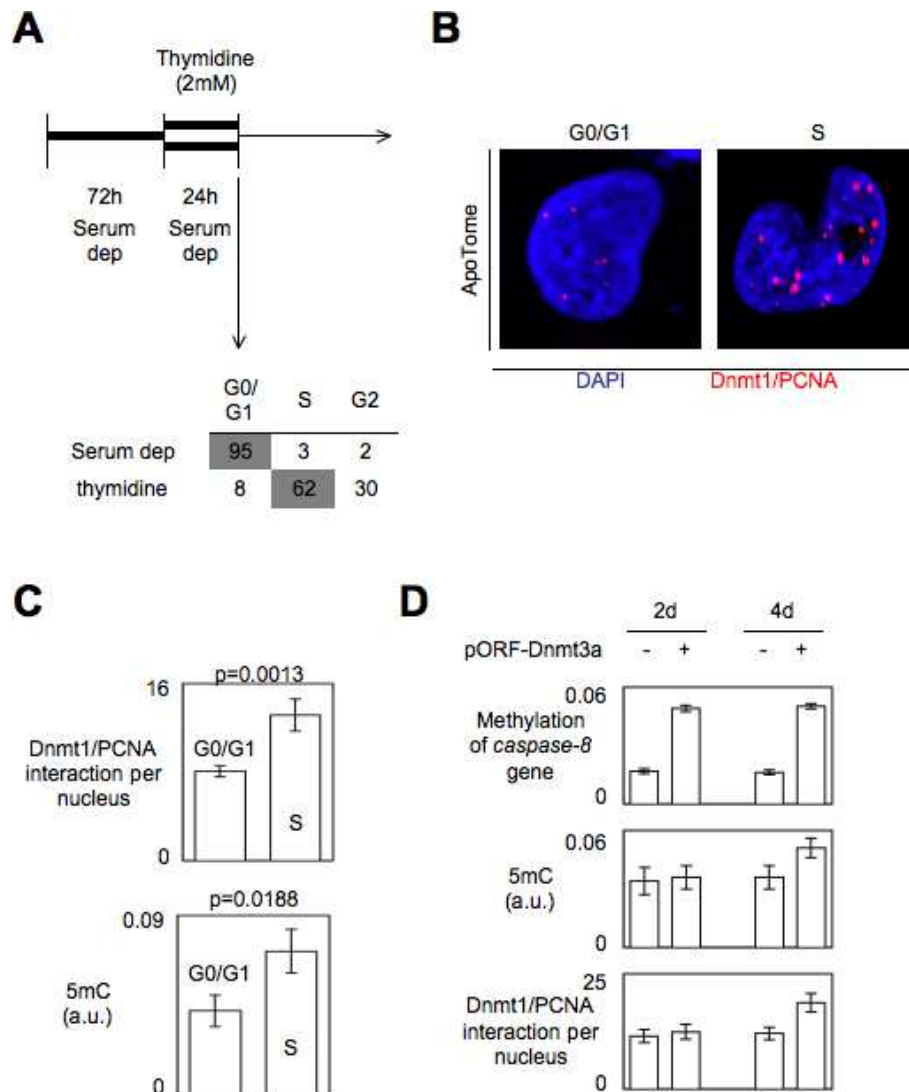 A
Thymidine
(2mM)
72h
Serum
dep
24h
Serum
dep
G0/
G1
S
G2
Serum dep
95
3
2
thymidine
8
62
30
B
G0/G1
S
ApoTome
DAPI
Dnmt1/PCNA
C
p=0.0013
16
Dnmt1/PCNA
interaction per
nucleus
G0/G1
S
0
p=0.0188
0.09
5mC
(a.u.)
G0/G1
S
0
D
2d
4d
pORF-Dnmt3a
-
+
-
+
0.06
Methylation
of caspase-8
gene
0
0.06
5mC
(a.u.)
0
25
Dnmt1/PCNA
interaction per
nucleus
0